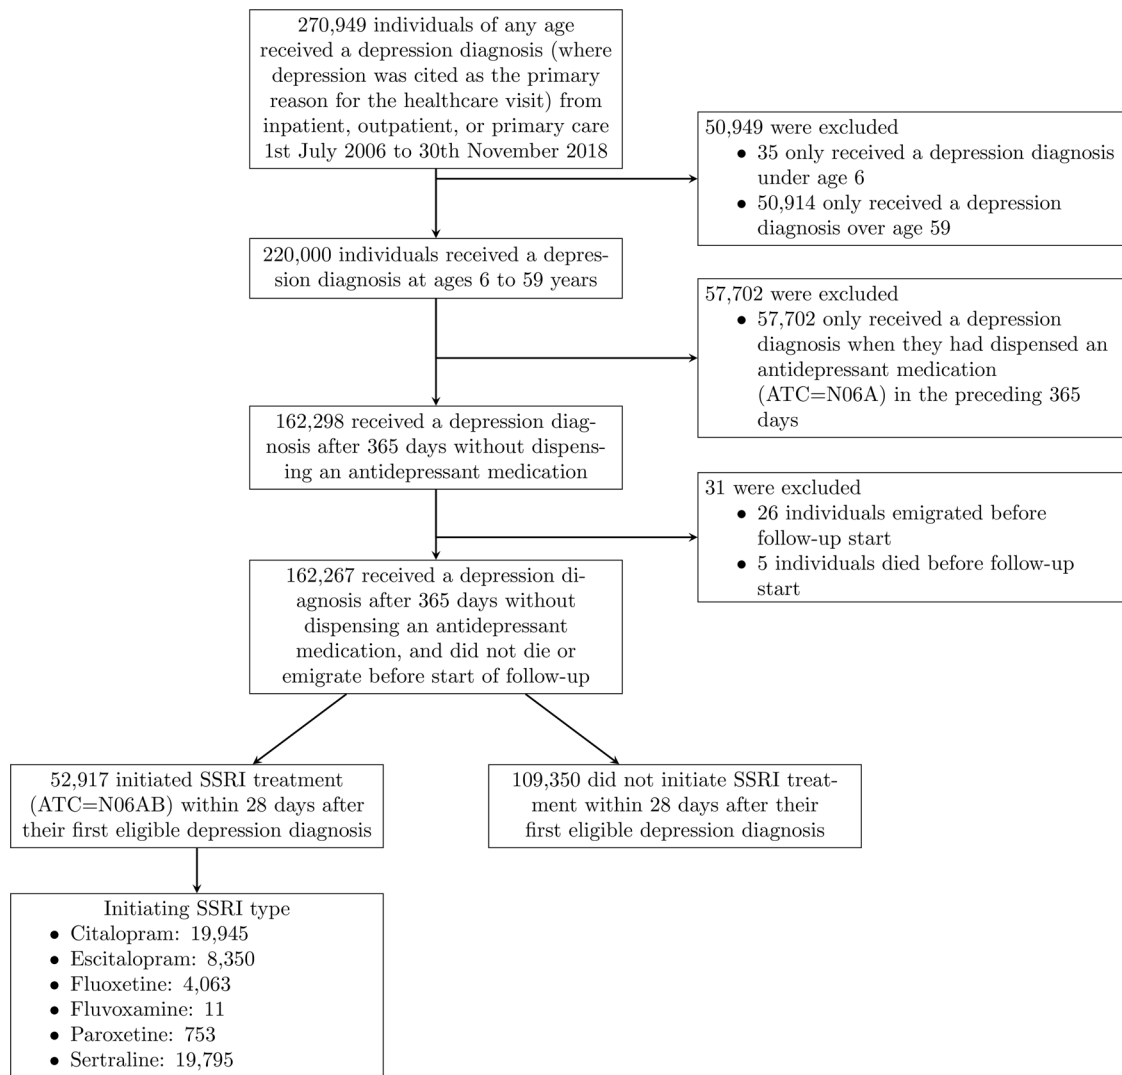 270,949 individuals of any age
received a depression diagnosis (where
depression was cited as the primary
reason for the healthcare visit) from
inpatient, outpatient, or primary care
1st July 2006 to 30th November 2018
50,949 were excluded
• 35 only received a depression diagnosis
under age 6
• 50,914 only received a depression
diagnosis over age 59
220,000 individuals received a depres-
sion diagnosis at ages 6 to 59 years
57,702 were excluded
• 57,702 only received a depression
diagnosis when they had dispensed an
antidepressant medication
(ATC=N06A) in the preceding 365
days
162,298 received a depression diag-
nosis after 365 days without dispens-
ing an antidepressant medication
31 were excluded
• 26 individuals emigrated before
follow-up start
• 5 individuals died before follow-up
start
162,267 received a depression di-
agnosis after 365 days without
dispensing an antidepressant
medication, and did not die or
emigrate before start of follow-up
52,917 initiated SSRI treatment
(ATC=N06AB) within 28 days after
their first eligible depression diagnosis
109,350 did not initiate SSRI treat-
ment within 28 days after their
first eligible depression diagnosis
Initiating SSRI type
• Citalopram: 19,945
• Escitalopram: 8,350
• Fluoxetine: 4,063
• Fluvoxamine: 11
• Paroxetine: 753
• Sertraline: 19,795